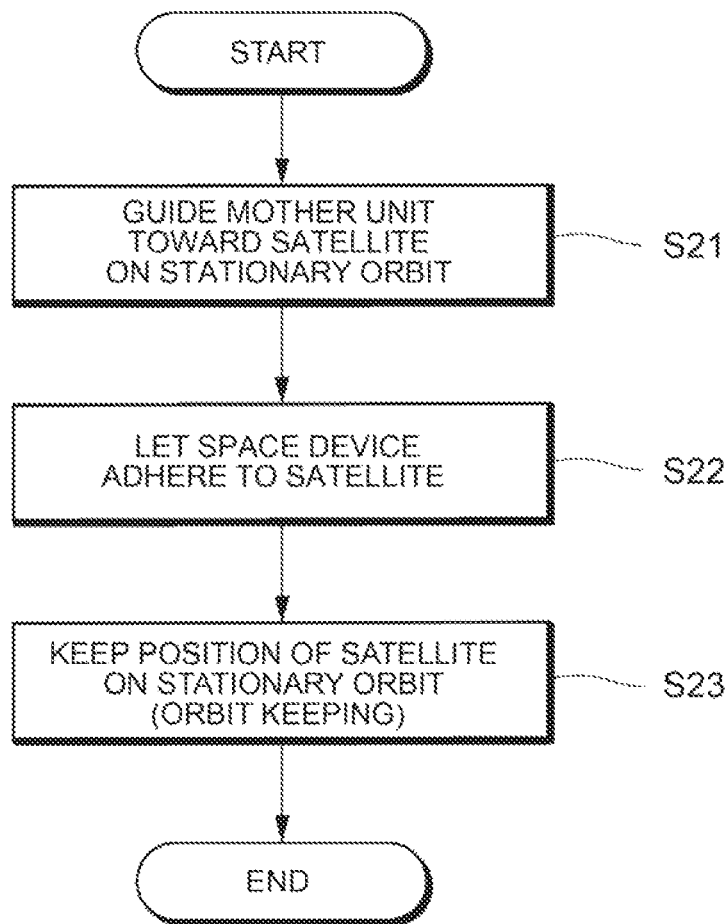 START
GUIDE MOTHER UNIT
TOWARD SATELLITE
ON STATIONARY ORBIT
S21
LET SPACE DEVICE
ADHERE TO SATELLITE
S22
KEEP POSITION OF SATELLITE
ON STATIONARY ORBIT
(ORBIT KEEPING)
S23
END